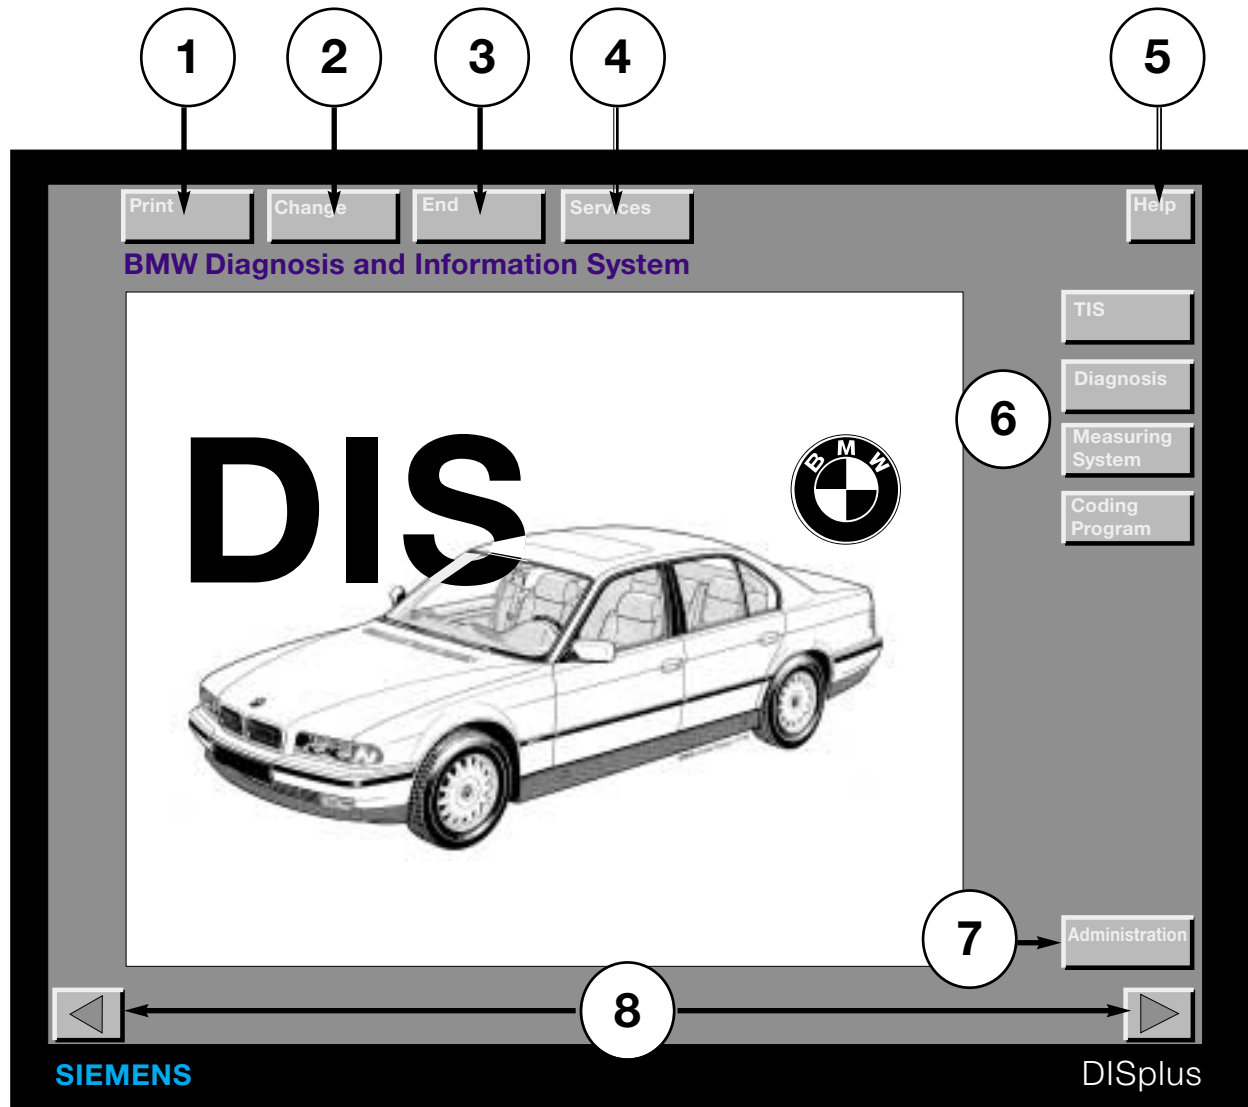 1 2 3 4 5
Print Change End Services Help
BMW Diagnosis and Information System
TIS
Diagnosis
6
Measuring
System
Coding
Program
DIS
BMW
7
Administration
8
SIEMENS
DISplus